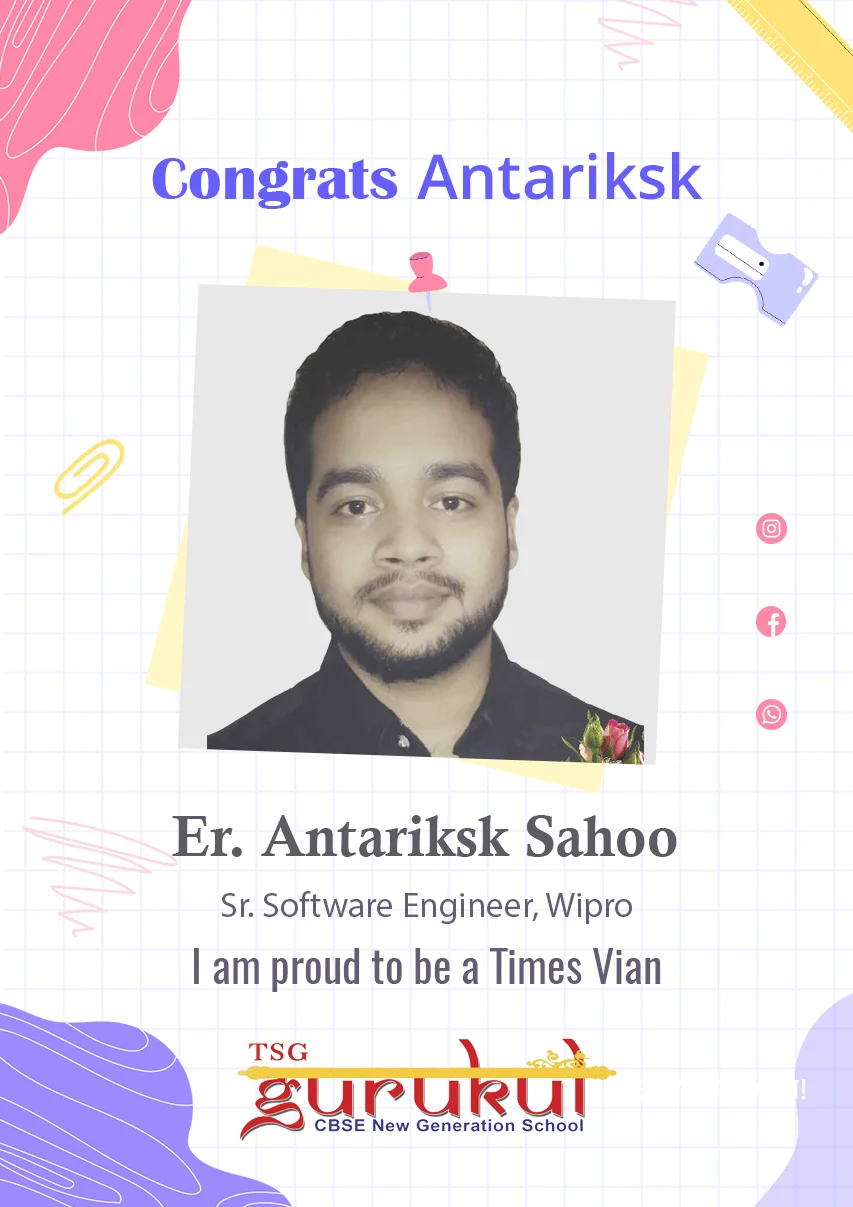 Congrats Antariksk
Er. Antariksk Sahoo
Sr. Software Engineer, Wipro
I am proud to be a Times Vian
TSG
gurukul
CBSE New Generation School